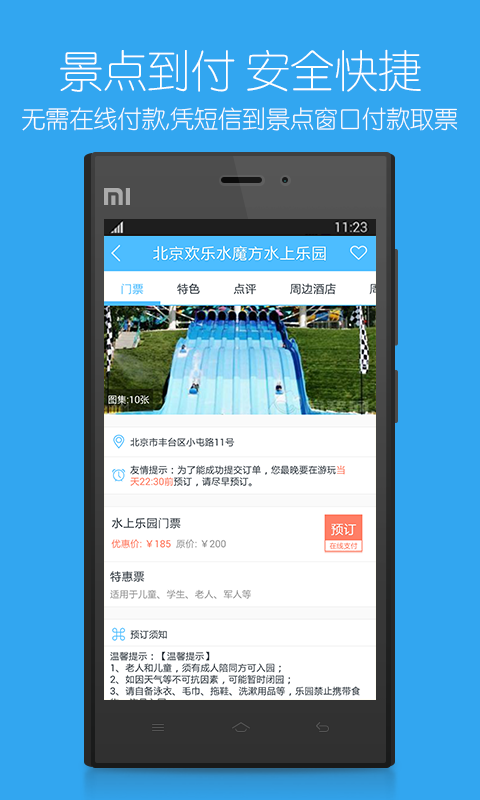 景点到付 安全快捷
无需在线付款,凭短信到景点窗口付款取票
mi
11:23
北京欢乐水魔方水上乐园
门票 特色 点评 周边酒店
图集:10张
北京市丰台区小屯路11号
友情提示：为了能成功提交订单，您最晚要在游玩当
天22:30前预订，请尽早预订。
水上乐园门票
优惠价: ￥185 原价: ￥200
预订
在线支付
特惠票
适用于儿童、学生、老人、军人等
预订须知
温馨提示：【温馨提示】
1、老人和儿童，须有成人陪同方可入园；
2、如因天气等不可抗因素，可能暂时闭园；
3、请自备泳衣、毛巾、拖鞋、洗漱用品等，乐园禁止携带食